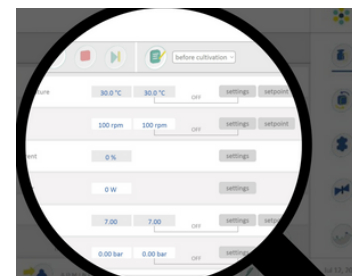 before cultivation
ture 30.0 °C 30.0 °C OFF settings setpoint
100 rpm 100 rpm OFF settings setpoint
ent 0 % settings
0 W settings
7.00 7.00 OFF settings setpo
0.00 bar 0.00 bar OFF